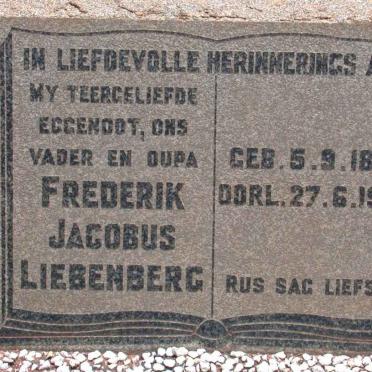 IN LIEFDEVOLLE HERINNERINGS A
MY TEERGELIEFDE
EGGENOOT, ONS
VADER EN OUPA
FREDERIK
JACOBUS
LIEBENBERG
GEB. 5.9.18
OORL. 27.6.19
RUS SAG LIEFS